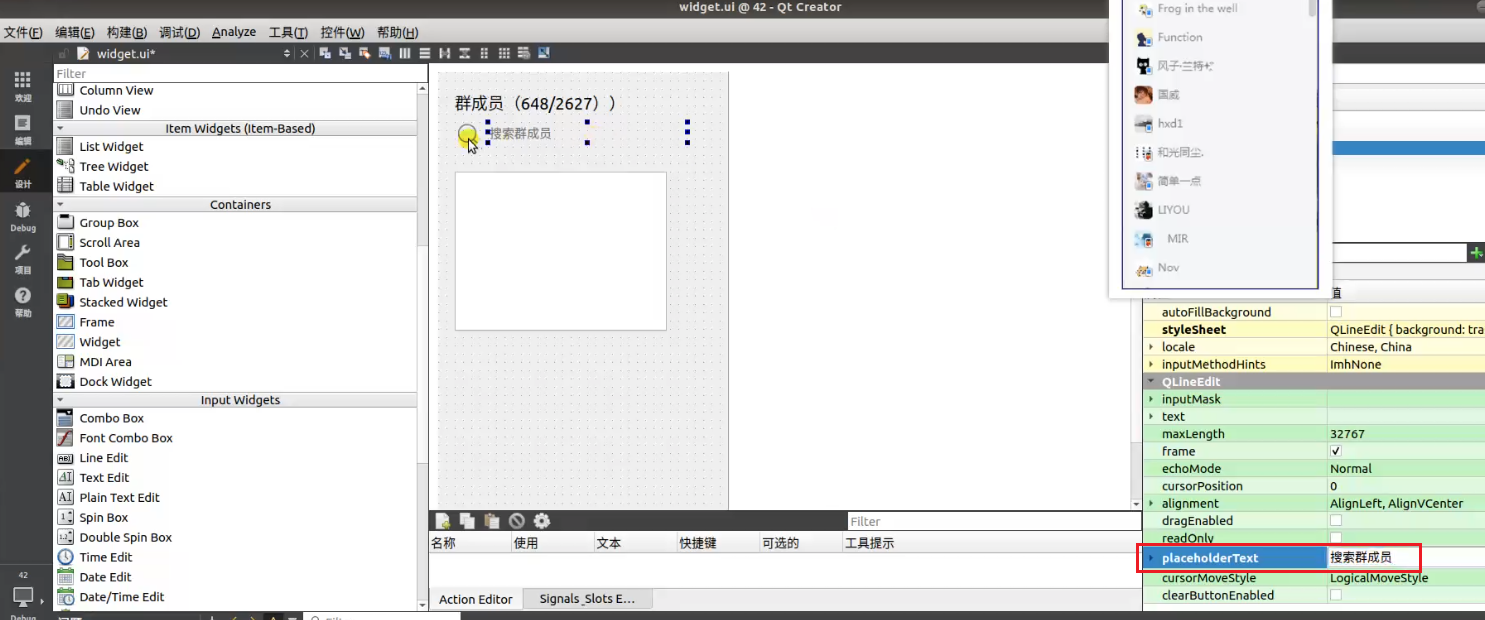 widget.ui @ 42 - Qt Creator
文件(F) 编辑(E) 构建(B) 调试(D) Analyze 工具(T) 控件(W) 帮助(H)
widget.ui*
欢迎
编辑
设计
Debug
项目
帮助
42
Debug
Filter
Column View
Undo View
Item Widgets (Item-Based)
List Widget
Tree Widget
Table Widget
Containers
Group Box
Scroll Area
Tool Box
Tab Widget
Stacked Widget
Frame
Widget
MDI Area
Dock Widget
Input Widgets
Combo Box
Font Combo Box
Line Edit
Text Edit
Plain Text Edit
Spin Box
Double Spin Box
Time Edit
Date Edit
Date/Time Edit
群成员（648/2627））
搜索群成员
Filter
名称 使用 文本 快捷键 可选的 工具提示
Action Editor Signals_Slots E...
Frog in the well
Function
国威
hxd1
和光同尘.
简单一点
LIYOU
MIR
Nov
值
autoFillBackground
styleSheet QLineEdit { background: tra
locale Chinese, China
inputMethodHints ImhNone
QLineEdit
inputMask
text
maxLength 32767
frame
echoMode Normal
cursorPosition 0
alignment AlignLeft, AlignVCenter
dragEnabled
readOnly
placeholderText 搜索群成员
cursorMoveStyle LogicalMoveStyle
clearButtonEnabled